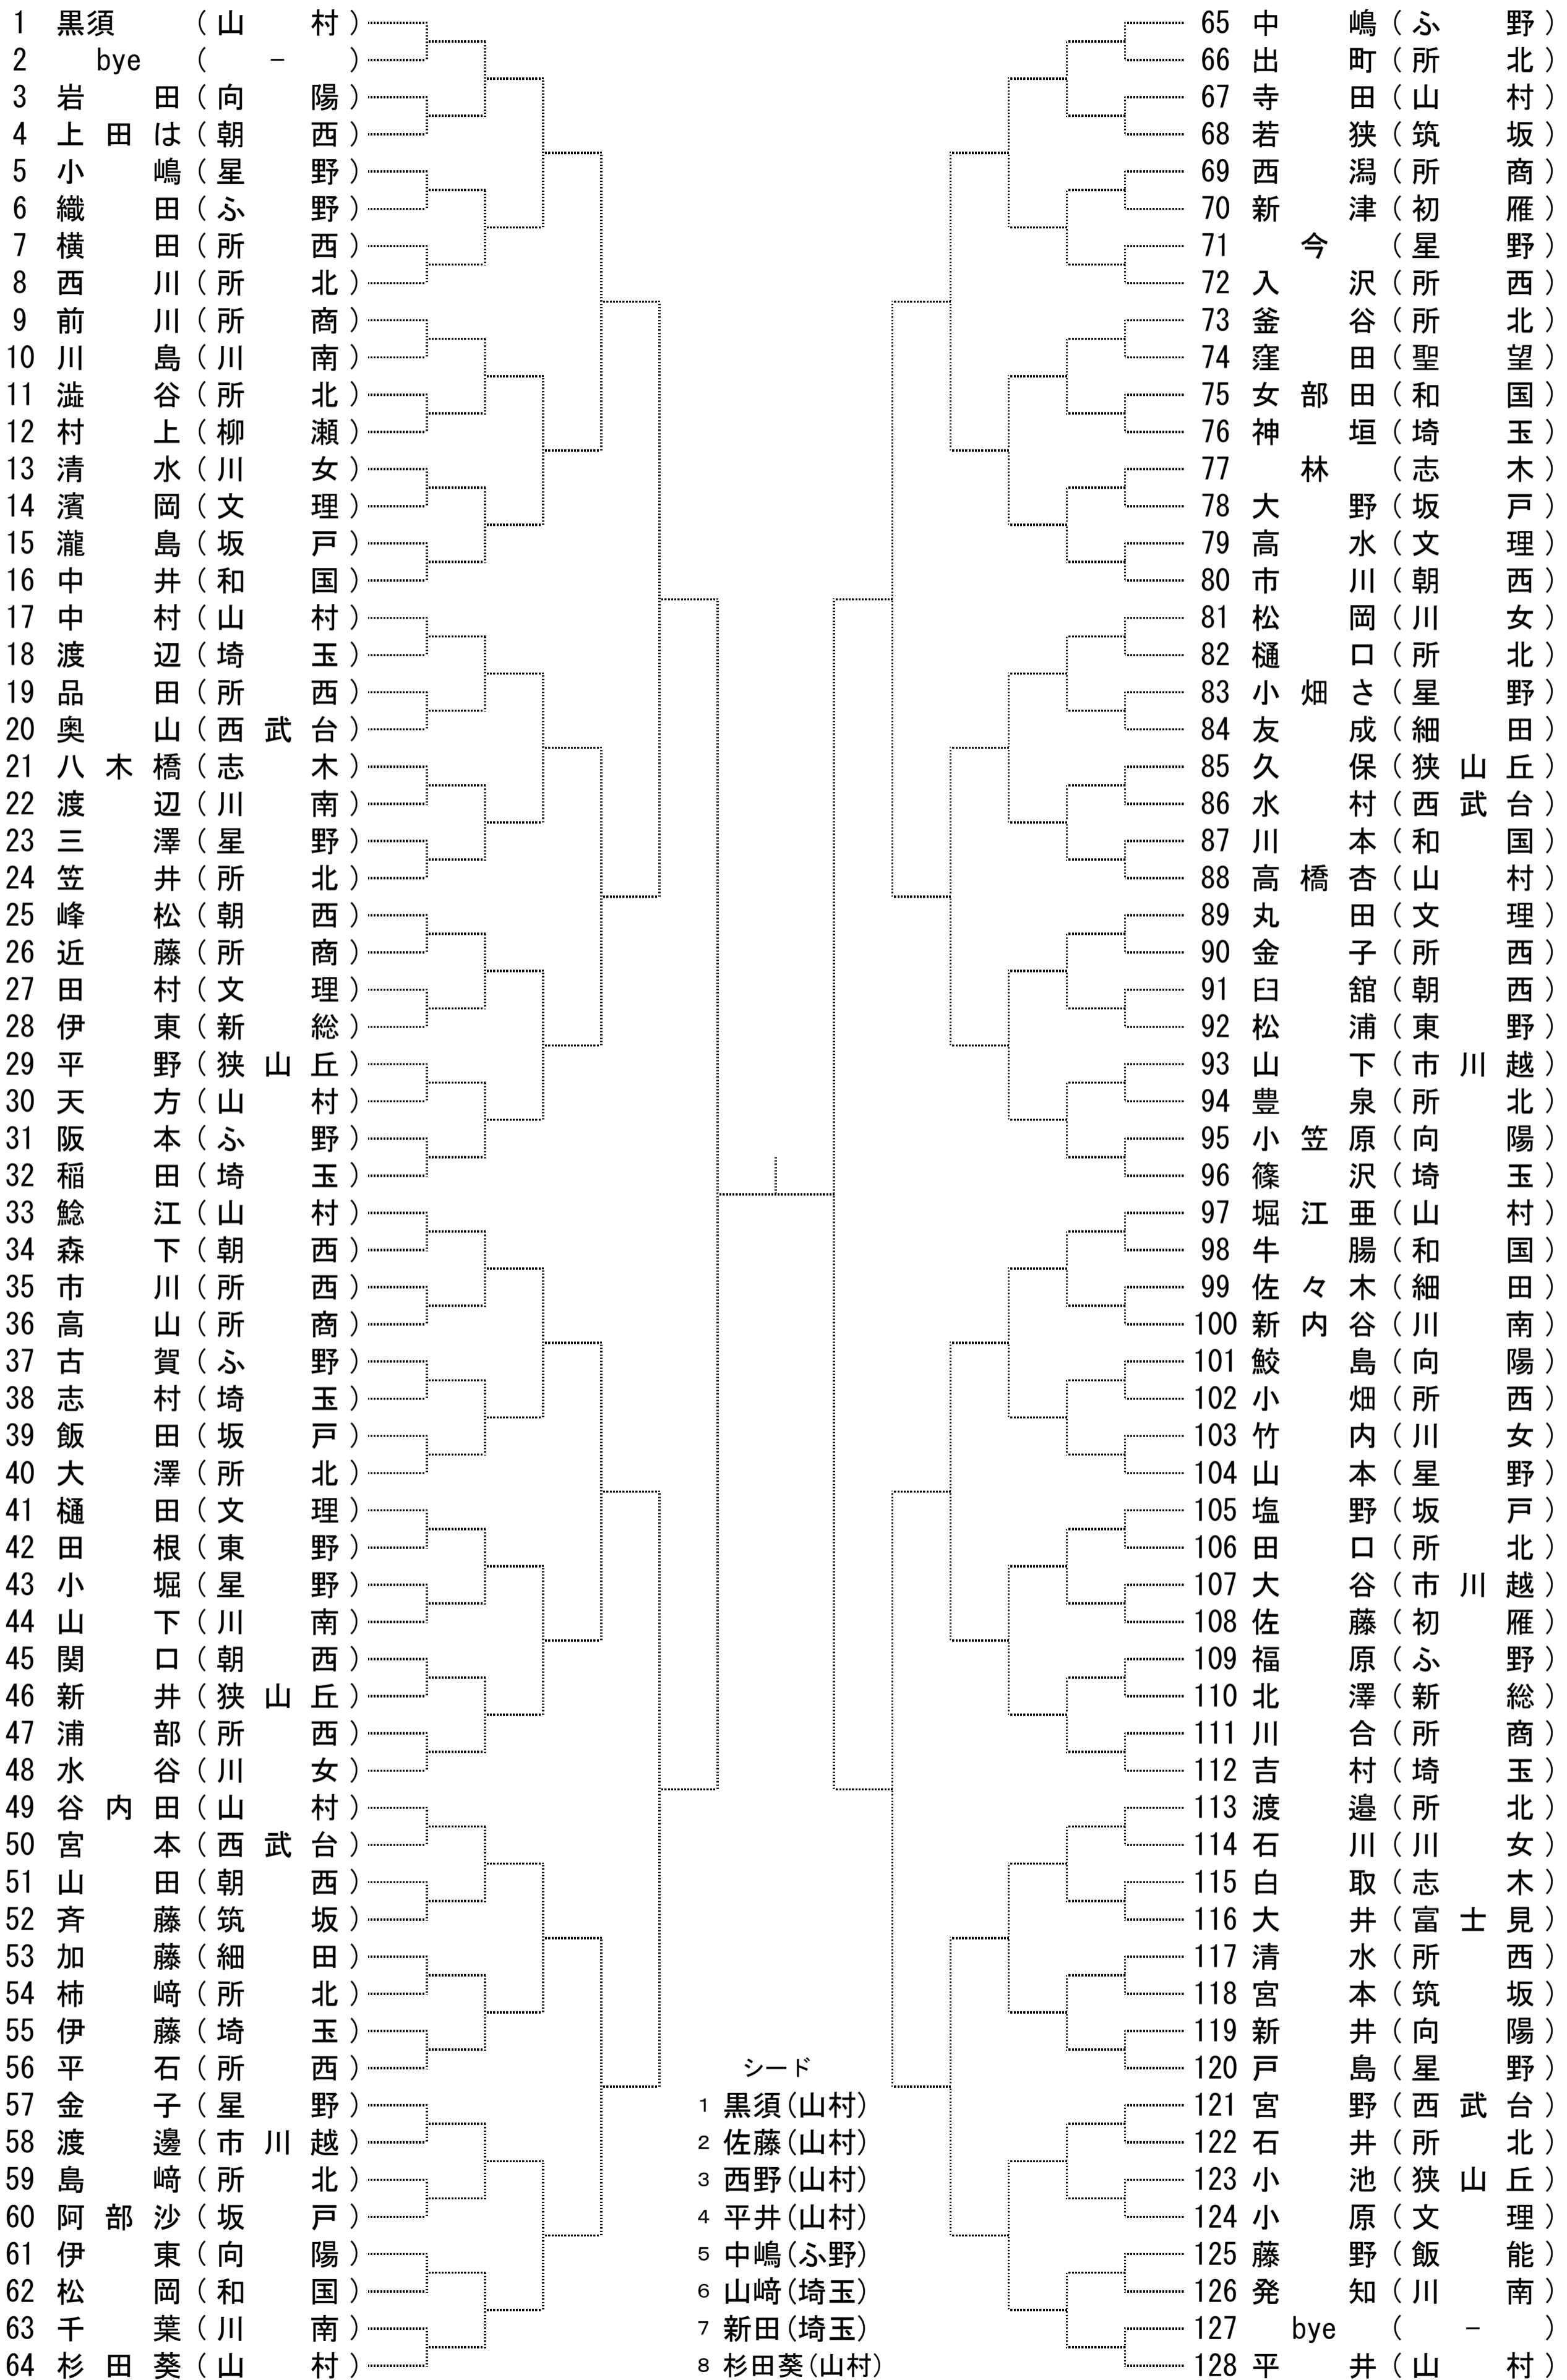 1 黒須 (山村)
2 bye (-)
3 岩田 (向陽)
4 上田は (朝西)
5 小嶋 (星野)
6 織田 (ふ野)
7 横田 (所西)
8 西川 (所北)
9 前川 (所商)
10 川島 (川南)
11 澁谷 (所北)
12 村上 (柳瀬)
13 清水 (川女)
14 濱岡 (文理)
15 瀧島 (坂戸)
16 中井 (和国)
17 中村 (山村)
18 渡辺 (埼玉)
19 品田 (所西)
20 奥山 (西武台)
21 八木橋 (志木)
22 渡辺 (川南)
23 三澤 (星野)
24 笠井 (所北)
25 峰松 (朝西)
26 近藤 (所商)
27 田村 (文理)
28 伊東 (新総)
29 平野 (狭山丘)
30 天方 (山村)
31 阪本 (ふ野)
32 稲田 (埼玉)
33 鯰江 (山村)
34 森下 (朝西)
35 市川 (所西)
36 高山 (所商)
37 古賀 (ふ野)
38 志村 (埼玉)
39 飯田 (坂戸)
40 大澤 (所北)
41 樋田 (文理)
42 田根 (東野)
43 小堀 (星野)
44 山下 (川南)
45 関口 (朝西)
46 新井 (狭山丘)
47 浦部 (所西)
48 水谷 (川女)
49 谷内田 (山村)
50 宮本 (西武台)
51 山田 (朝西)
52 斉藤 (筑坂)
53 加藤 (細田)
54 柿﨑 (所北)
55 伊藤 (埼玉)
56 平石 (所西)
57 金子 (星野)
58 渡邊 (市川越)
59 島﨑 (所北)
60 阿部沙 (坂戸)
61 伊東 (向陽)
62 松岡 (和国)
63 千葉 (川南)
64 杉田葵 (山村)
シード
1 黒須(山村)
2 佐藤(山村)
3 西野(山村)
4 平井(山村)
5 中嶋(ふ野)
6 山﨑(埼玉)
7 新田(埼玉)
8 杉田葵(山村)
65 中嶋 (ふ野)
66 出町 (所北)
67 寺田 (山村)
68 若狭 (筑坂)
69 西潟 (所商)
70 新津 (初雁)
71 今 (星野)
72 入沢 (所西)
73 釜谷 (所北)
74 窪田 (聖望)
75 女部田 (和国)
76 神垣 (埼玉)
77 林 (志木)
78 大野 (坂戸)
79 高水 (文理)
80 市川 (朝西)
81 松岡 (川女)
82 樋口 (所北)
83 小畑さ (星野)
84 友成 (細田)
85 久保 (狭山丘)
86 水村 (西武台)
87 川本 (和国)
88 高橋杏 (山村)
89 丸田 (文理)
90 金子 (所西)
91 臼舘 (朝西)
92 松浦 (東野)
93 山下 (市川越)
94 豊泉 (所北)
95 小笠原 (向陽)
96 篠沢 (埼玉)
97 堀江亜 (山村)
98 牛腸 (和国)
99 佐々木 (細田)
100 新内谷 (川南)
101 鮫島 (向陽)
102 小畑 (所西)
103 竹内 (川女)
104 山本 (星野)
105 塩野 (坂戸)
106 田口 (所北)
107 大谷 (市川越)
108 佐藤 (初雁)
109 福原 (ふ野)
110 北澤 (新総)
111 川合 (所商)
112 吉村 (埼玉)
113 渡邉 (所北)
114 石川 (川女)
115 白取 (志木)
116 大井 (富士見)
117 清水 (所西)
118 宮本 (筑坂)
119 新井 (向陽)
120 戸島 (星野)
121 宮野 (西武台)
122 石井 (所北)
123 小池 (狭山丘)
124 小原 (文理)
125 藤野 (飯能)
126 発知 (川南)
127 bye (-)
128 平井 (山村)